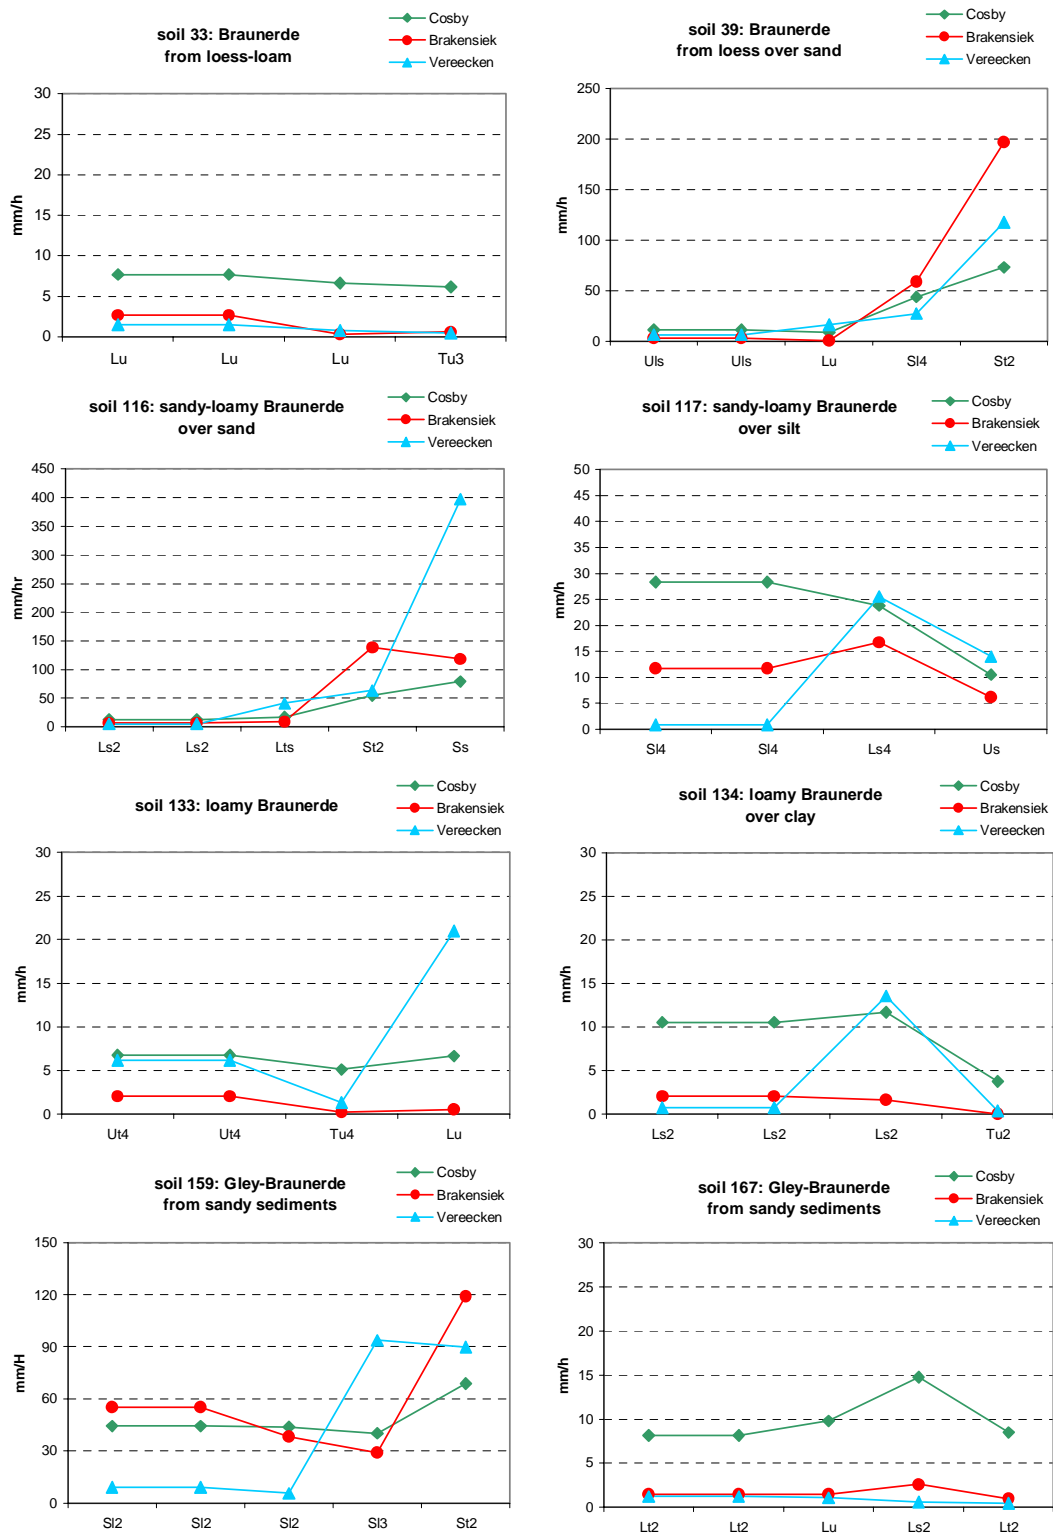 soil 33: Braunerde
from loess-loam
Cosby
Brakensiek
Vereecken
30
25
20
15
10
5
0
mm/h
Lu
Lu
Lu
Tu3
soil 39: Braunerde
from loess over sand
Cosby
Brakensiek
Vereecken
250
200
150
100
50
0
mm/h
Uls
Uls
Lu
Sl4
St2
soil 116: sandy-loamy Braunerde
over sand
Cosby
Brakensiek
Vereecken
450
400
350
300
250
200
150
100
50
0
mm/hr
Ls2
Ls2
Lts
St2
Ss
soil 117: sandy-loamy Braunerde
over silt
Cosby
Brakensiek
Vereecken
50
45
40
35
30
25
20
15
10
5
0
mm/h
Sl4
Sl4
Ls4
Us
soil 133: loamy Braunerde
Cosby
Brakensiek
Vereecken
30
25
20
15
10
5
0
mm/h
Ut4
Ut4
Tu4
Lu
soil 134: loamy Braunerde
over clay
Cosby
Brakensiek
Vereecken
30
25
20
15
10
5
0
mm/h
Ls2
Ls2
Ls2
Tu2
soil 159: Gley-Braunerde
from sandy sediments
Cosby
Brakensiek
Vereecken
150
120
90
60
30
0
mm/H
Sl2
Sl2
Sl2
Sl3
St2
soil 167: Gley-Braunerde
from sandy sediments
Cosby
Brakensiek
Vereecken
30
25
20
15
10
5
0
mm/h
Lt2
Lt2
Lu
Ls2
Lt2